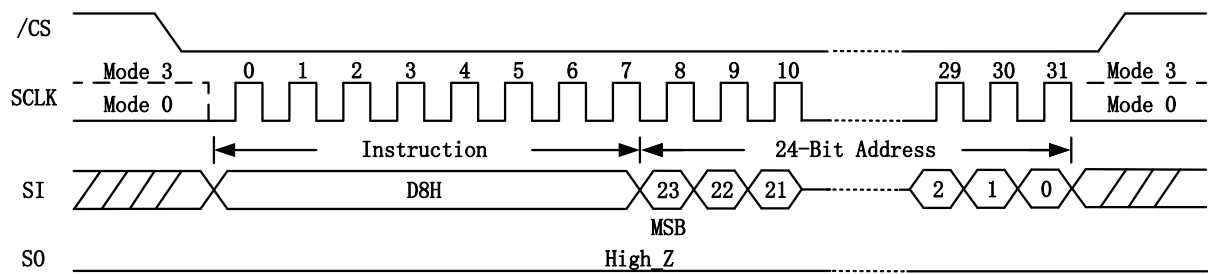 /CS
Mode 3 0 1 2 3 4 5 6 7 8 9 10 29 30 31 Mode 3
SCLK
Mode 0 Mode 0
Instruction 24-Bit Address
SI D8H 23 22 21 2 1 0
MSB
SO High_Z